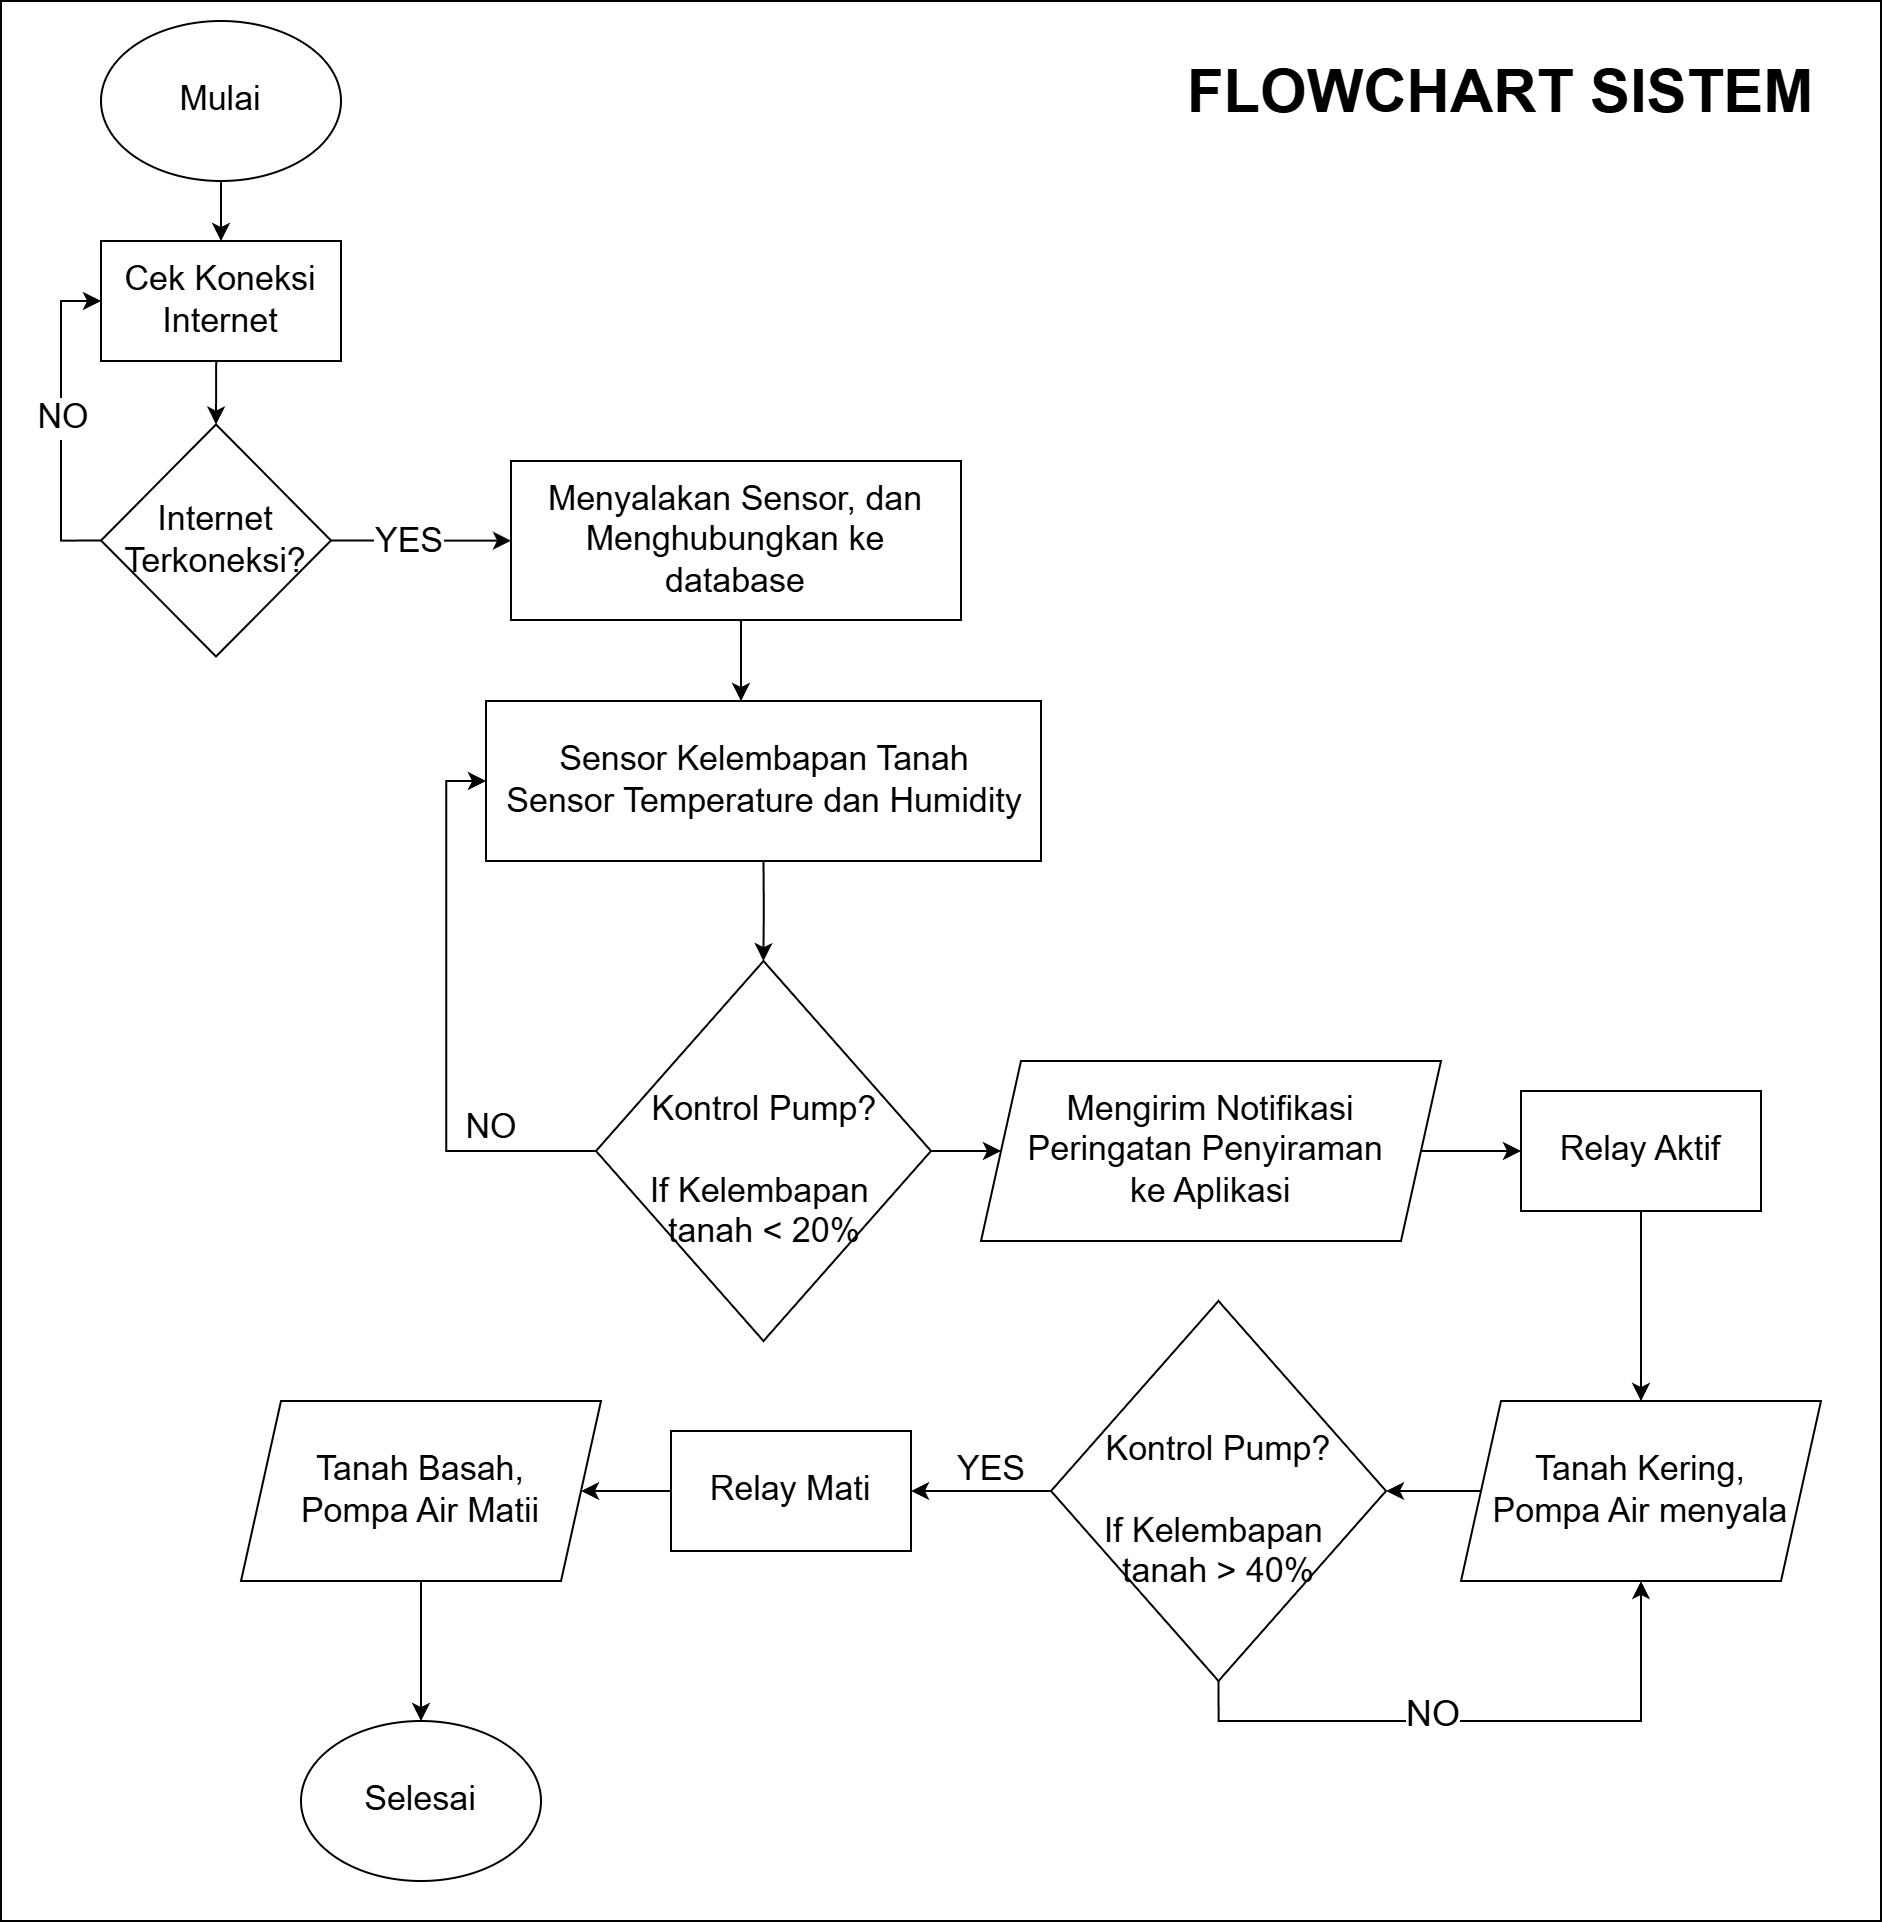 FLOWCHART SISTEM
Mulai
Cek Koneksi
Internet
NO
Internet
Terkoneksi?
YES
Menyalakan Sensor, dan
Menghubungkan ke
database
Sensor Kelembapan Tanah
Sensor Temperature dan Humidity
NO
Kontrol Pump?
If Kelembapan
tanah < 20%
Mengirim Notifikasi
Peringatan Penyiraman
ke Aplikasi
Relay Aktif
Tanah Kering,
Pompa Air menyala
Kontrol Pump?
If Kelembapan
tanah > 40%
NO
YES
Relay Mati
Tanah Basah,
Pompa Air Matii
Selesai